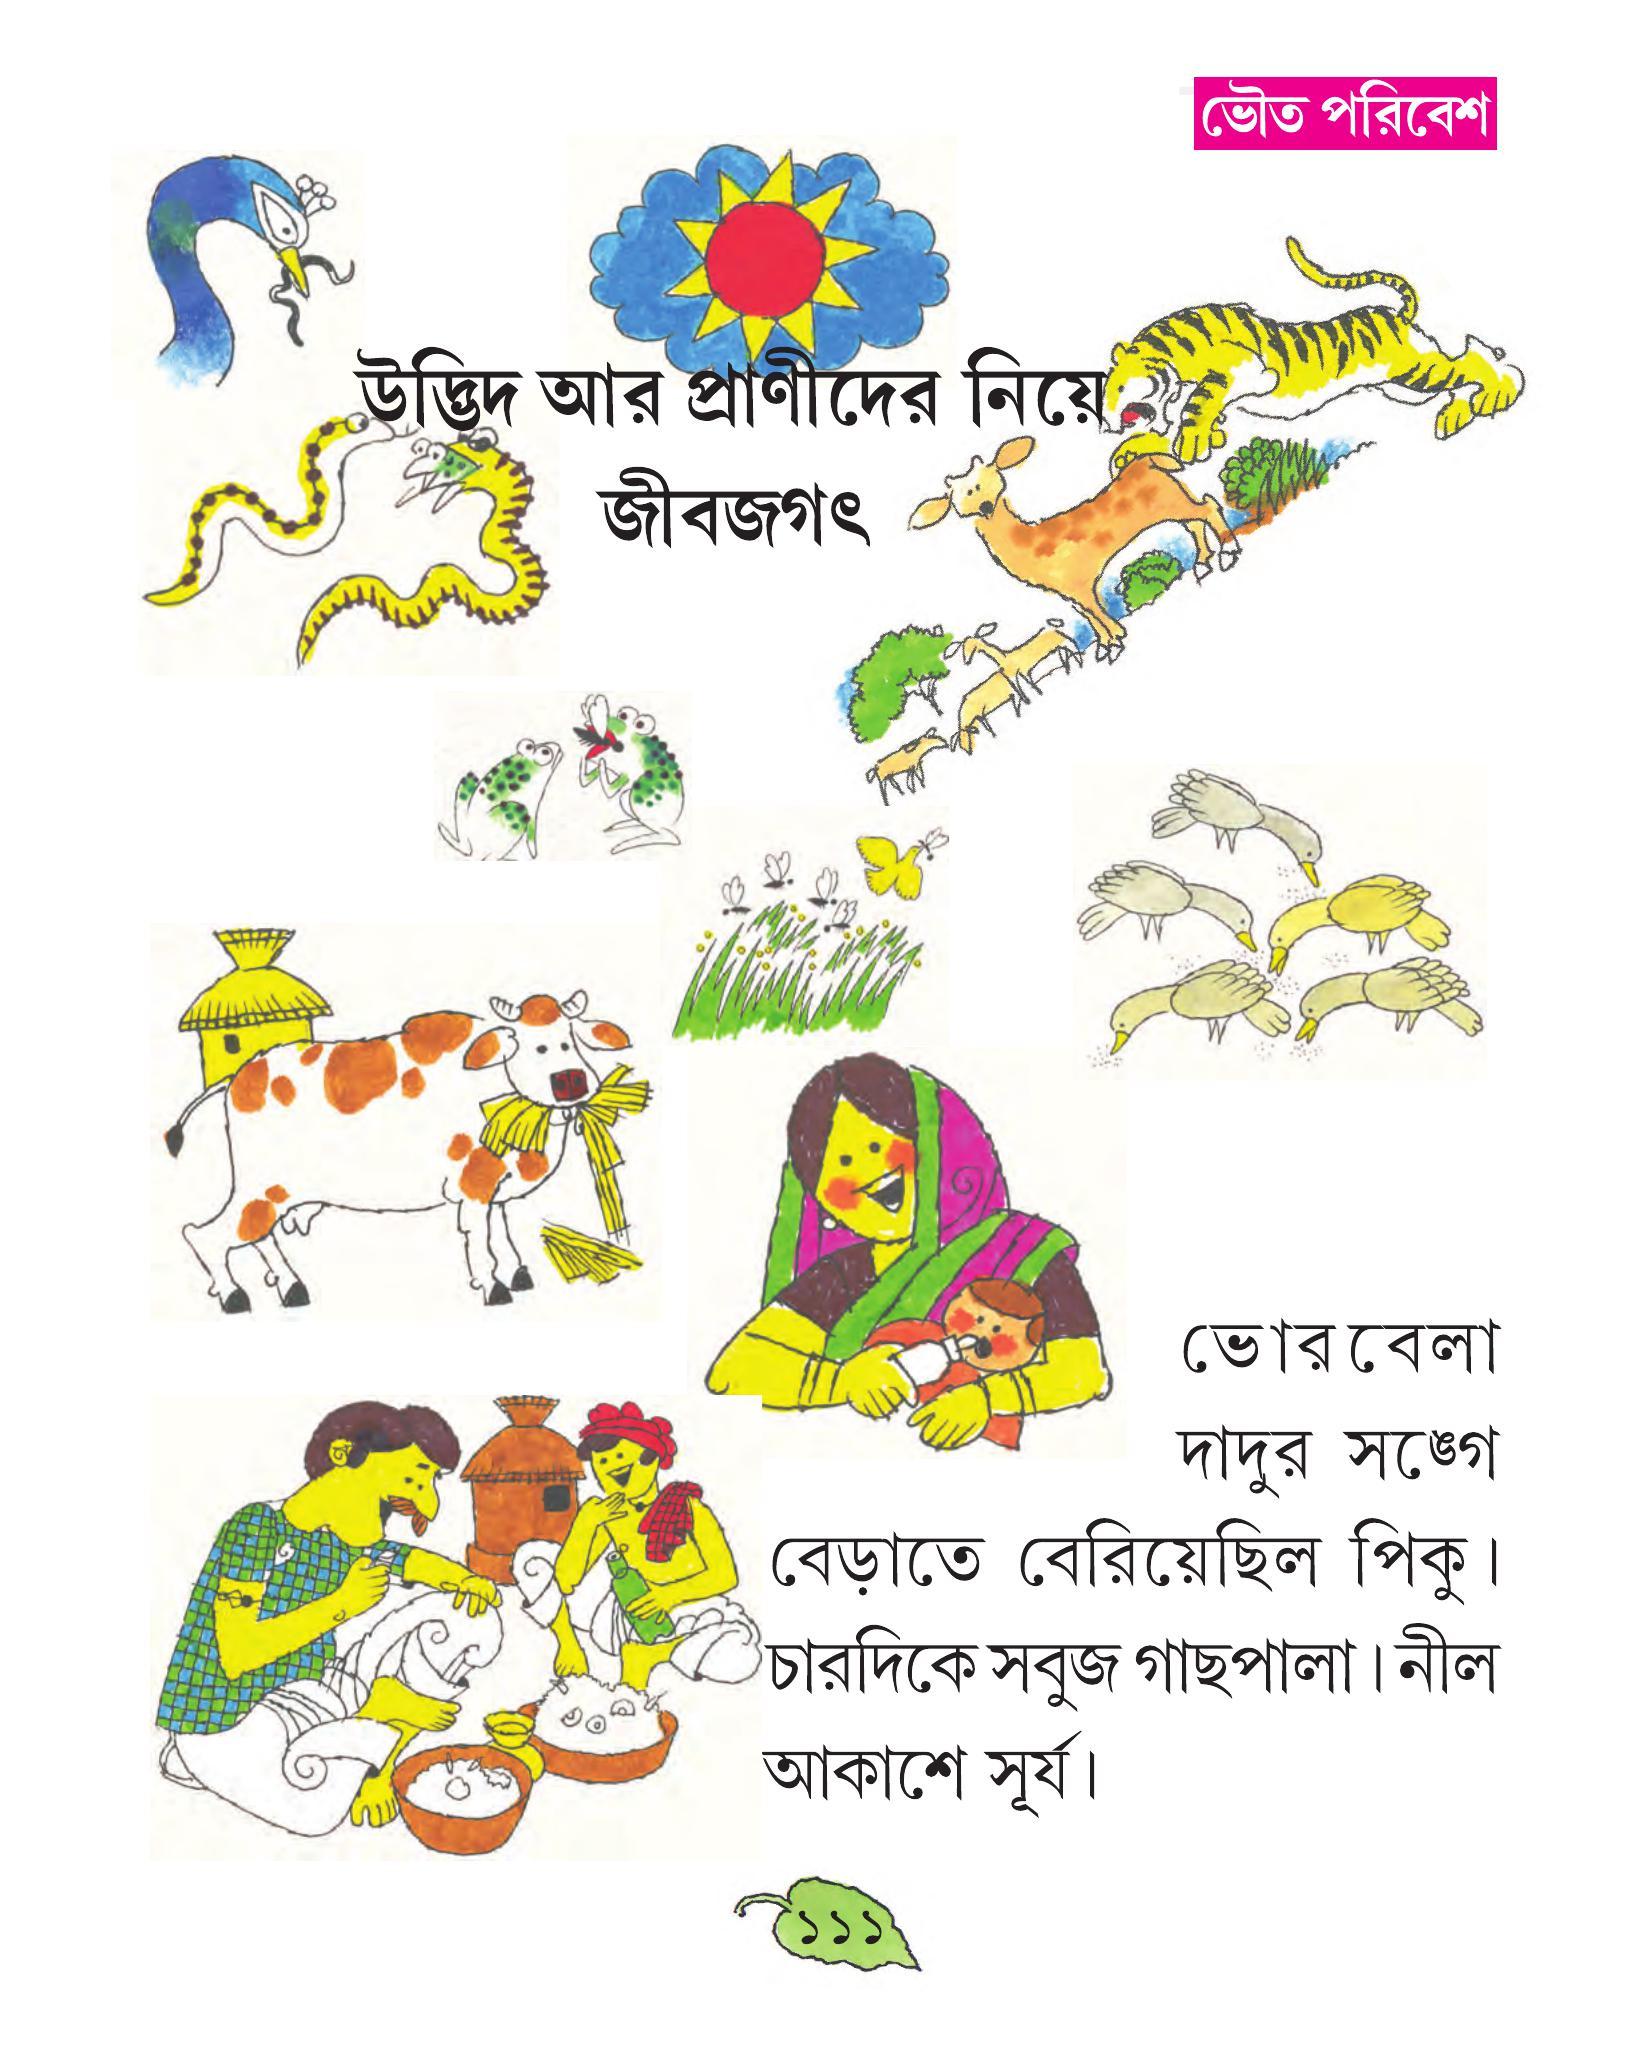 ভৌত পরিবেশ
উদ্ভিদ আর প্রাণীদের নিয়ে
জীবজগৎ
ভোরবেলা
দাদুর সঙ্গে
বেড়াতে বেরিয়েছিল পিকু।
চারদিকে সবুজ গাছপালা। নীল
আকাশে সূর্য।
১১১